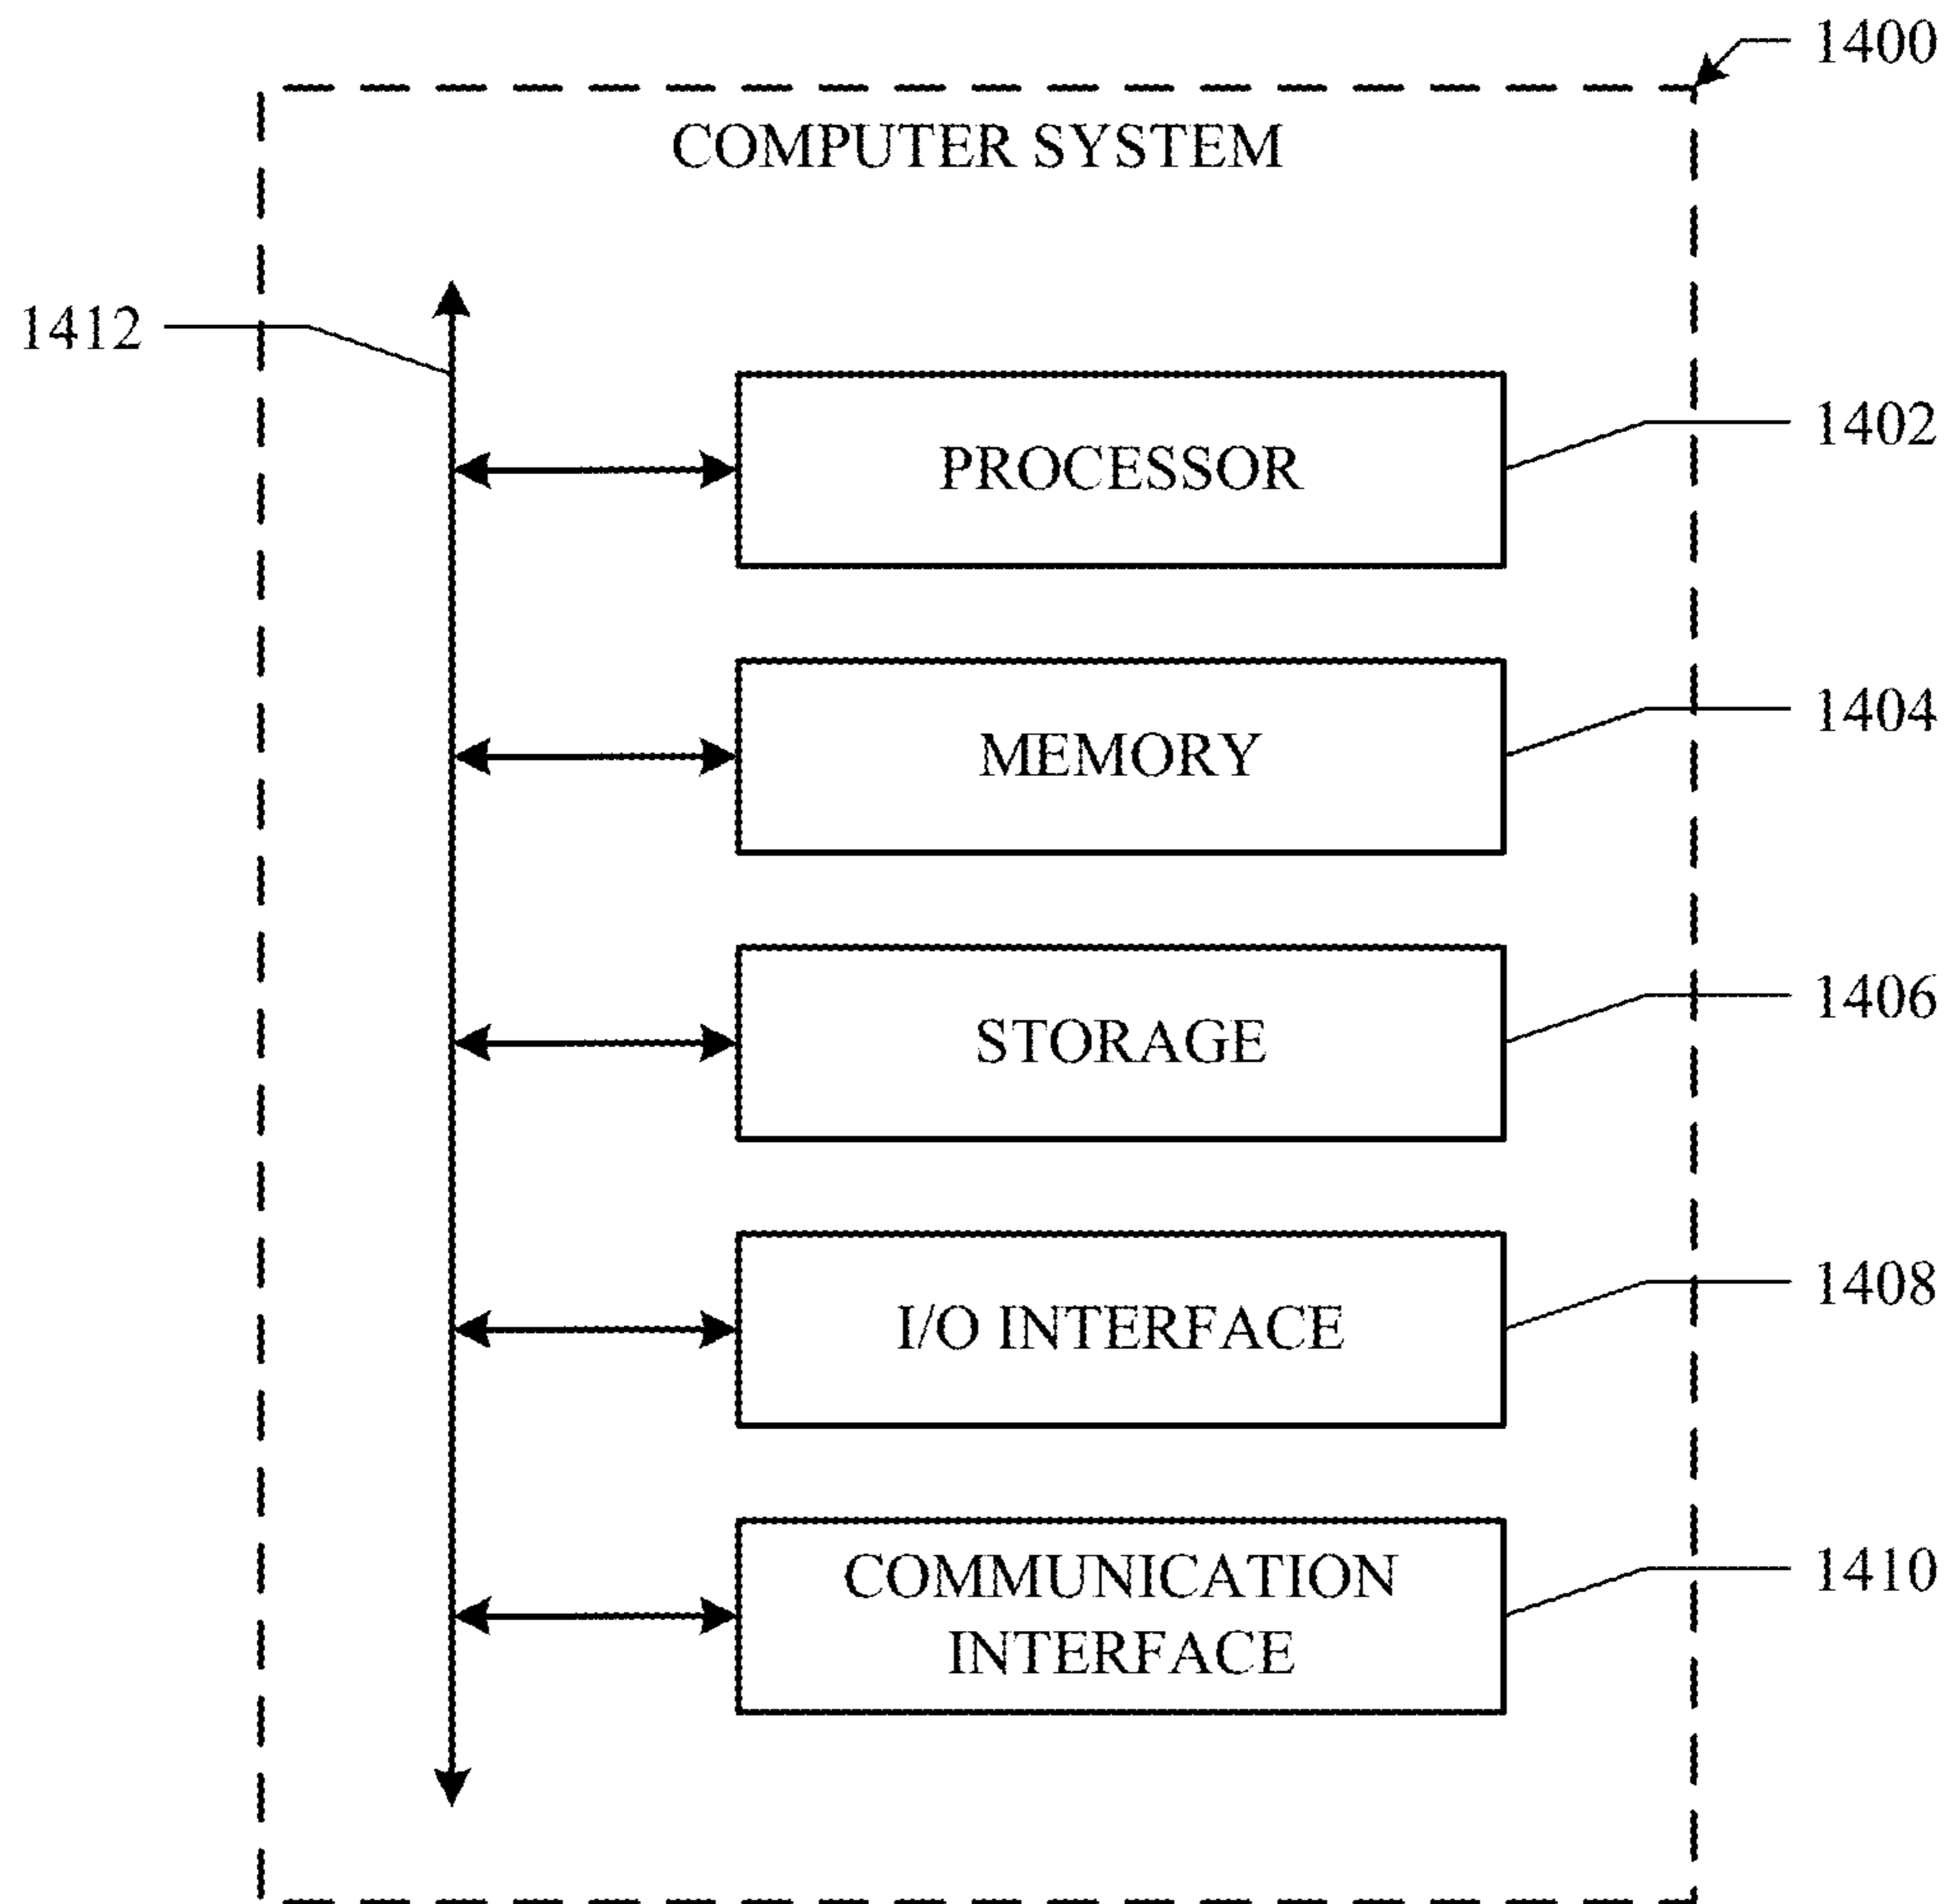 1400
COMPUTER SYSTEM
1412
1402
PROCESSOR
1404
MEMORY
1406
STORAGE
1408
I/O INTERFACE
1410
COMMUNICATION
INTERFACE